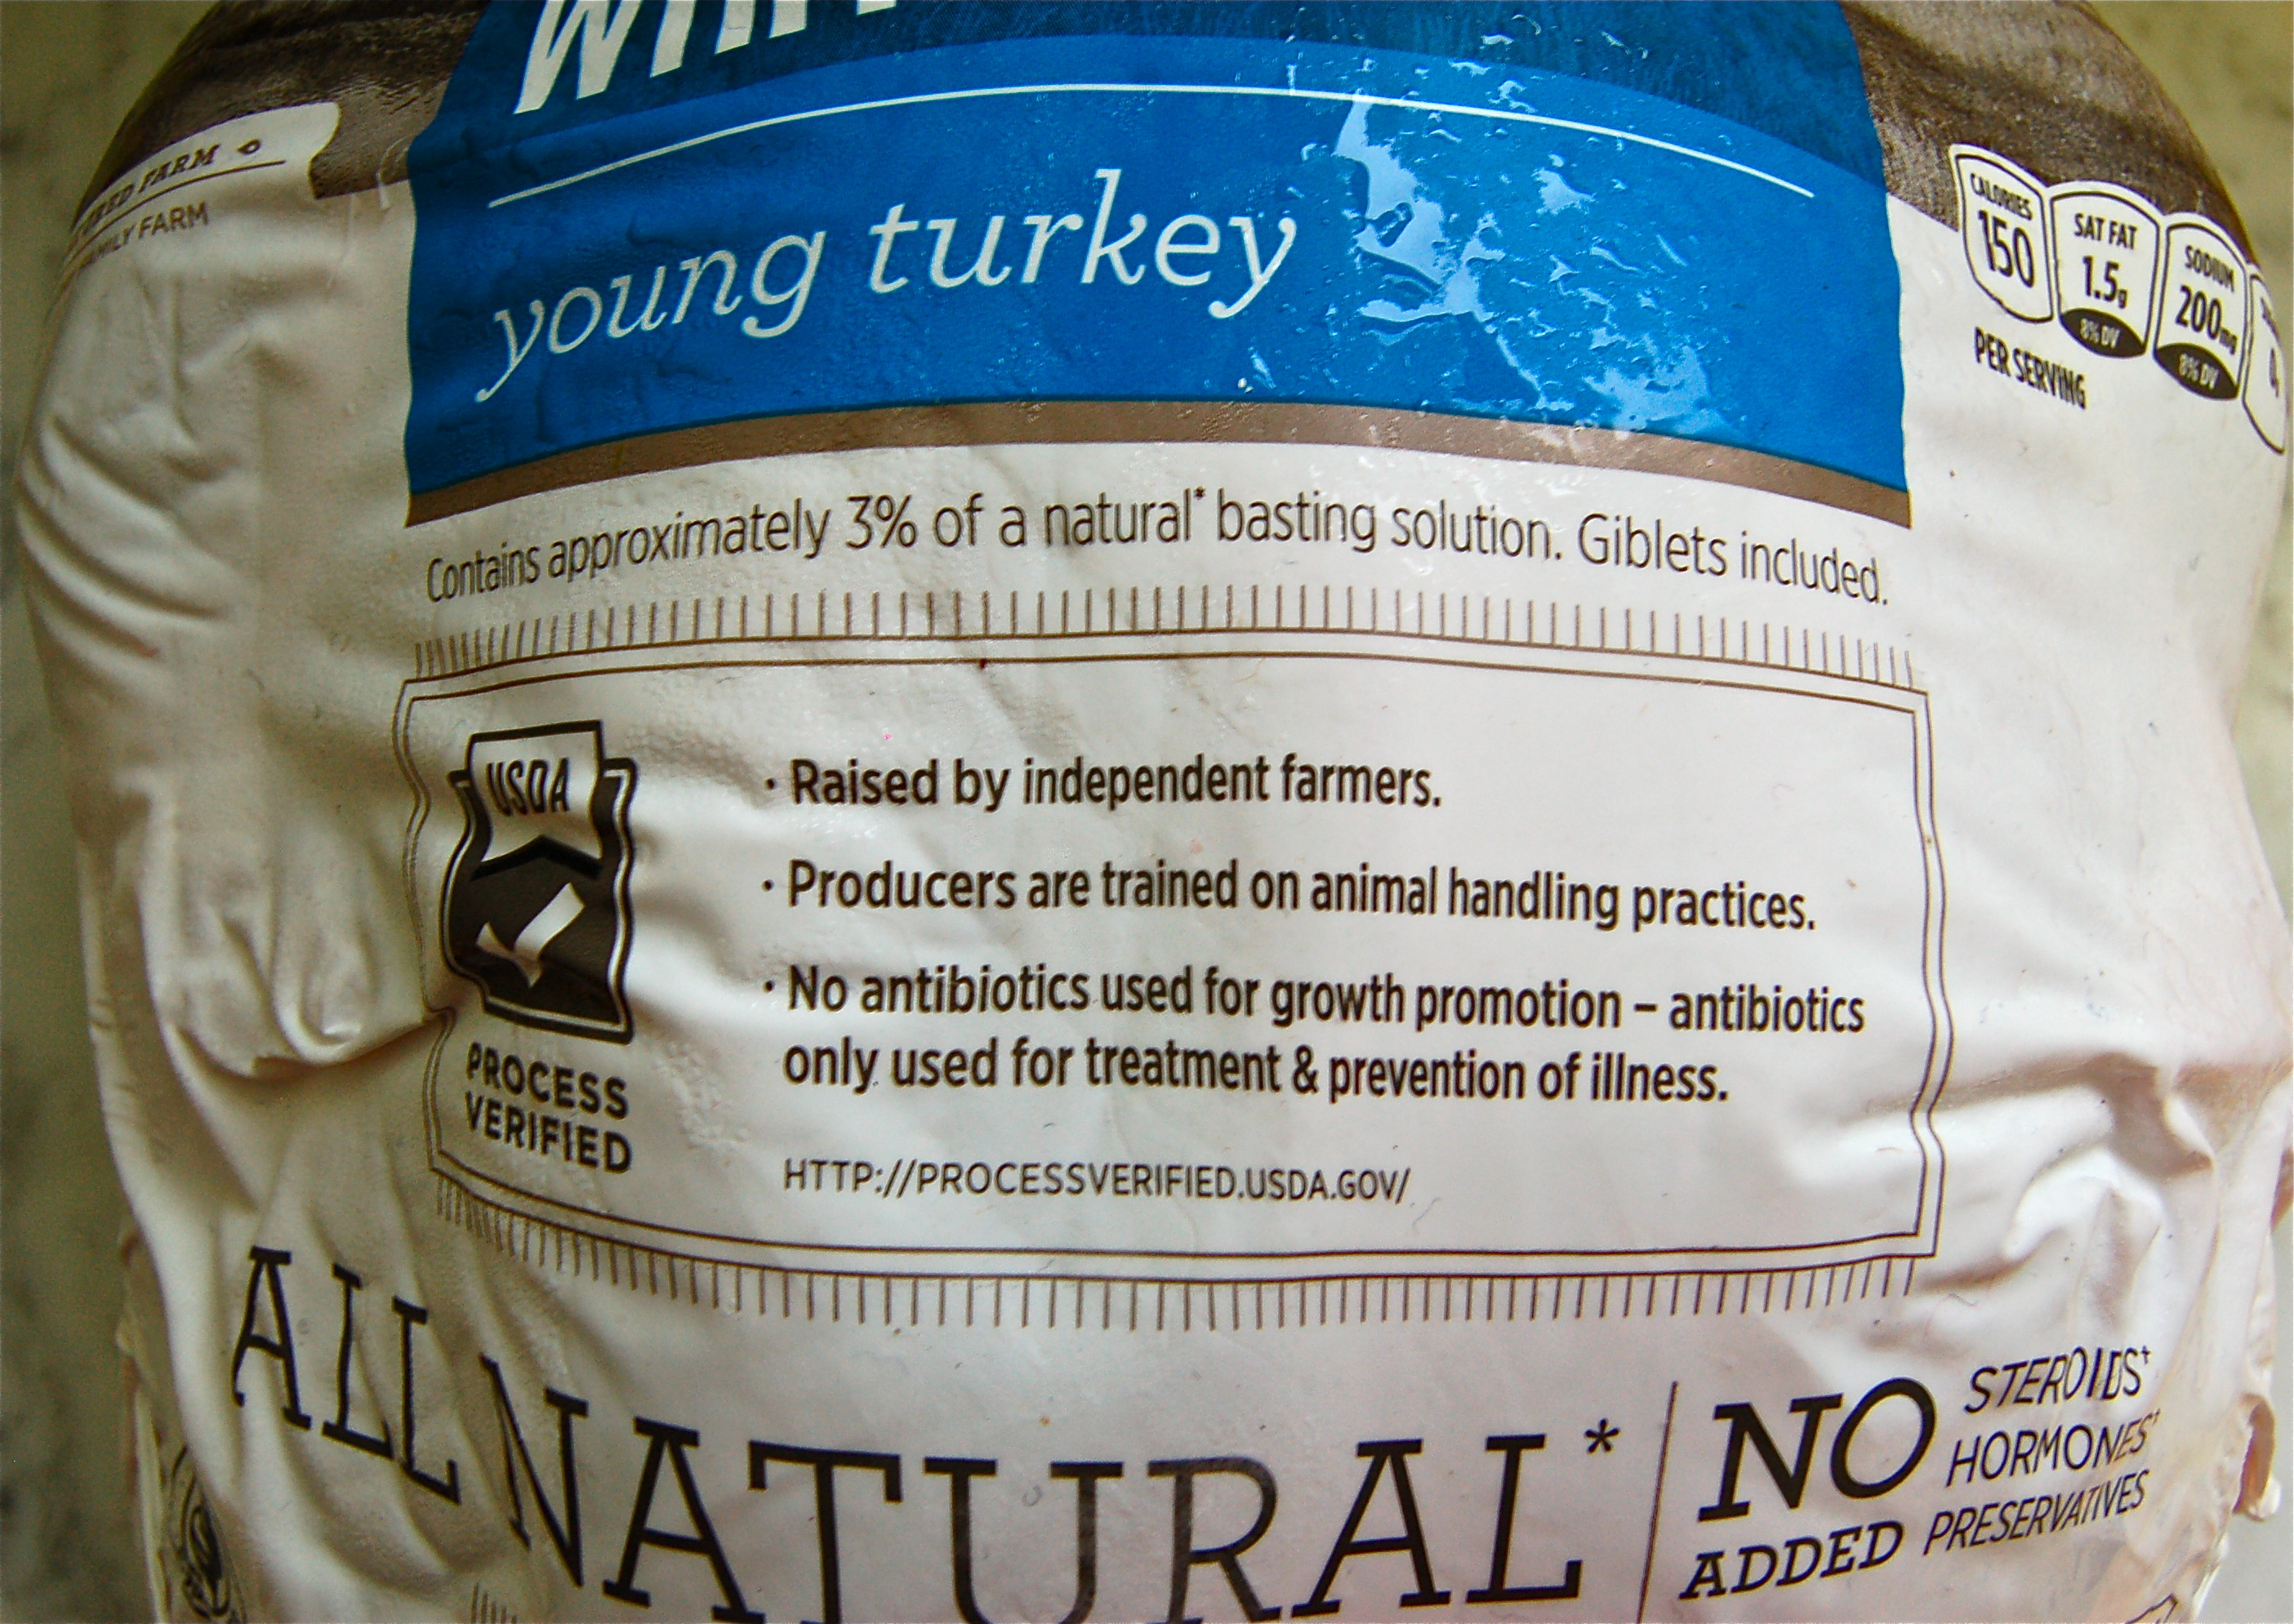 young turkey
FARM
FAMILY FARM
CALORIES
150
SAT FAT
1.5g
8% DV
SODIUM
200mg
8% DV
PER SERVING
Contains approximately 3% of a natural* basting solution. Giblets included.
USDA
PROCESS
VERIFIED
· Raised by independent farmers.
· Producers are trained on animal handling practices.
· No antibiotics used for growth promotion – antibiotics
only used for treatment & prevention of illness.
HTTP://PROCESSVERIFIED.USDA.GOV/
ALL NATURAL*
NO
ADDED
STEROIDS†
HORMONES†
PRESERVATIVES